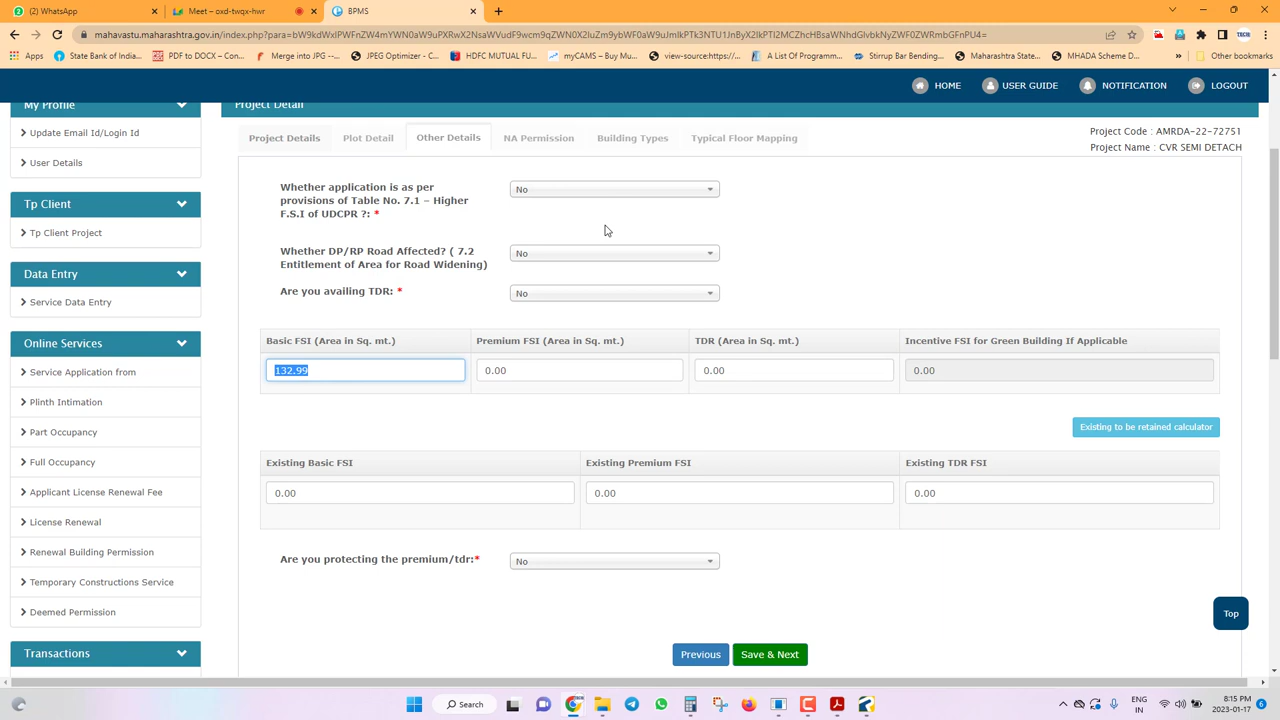 (2) WhatsApp
Meet – oxd-twqx-hwr
BPMS
mahavastu.maharashtra.gov.in/index.php?
Apps
State Bank of India...
PDF to DOCX – Con...
Merge into JPG –...
JPEG Optimizer – C...
HDFC MUTUAL FU...
myCAMS – Buy Mu...
view-source:https://...
A List Of Programm...
Stirrup Bar Bending...
Maharashtra State...
MHADA Scheme D...
Other bookmarks
HOME
USER GUIDE
NOTIFICATION
LOGOUT
My Profile
Update Email Id/Login Id
User Details
Tp Client
Tp Client Project
Data Entry
Service Data Entry
Online Services
Service Application from
Plinth Intimation
Part Occupancy
Full Occupancy
Applicant License Renewal Fee
License Renewal
Renewal Building Permission
Temporary Constructions Service
Deemed Permission
Transactions
Project Detail
Project Details
Plot Detail
Other Details
NA Permission
Building Types
Typical Floor Mapping
Project Code : AMRDA-22-72751
Project Name : CVR SEMI DETACH
Whether application is as per
provisions of Table No. 7.1 – Higher
F.S.I of UDCPR ?: *
No
Whether DP/RP Road Affected? ( 7.2
Entitlement of Area for Road Widening)
No
Are you availing TDR: *
No
Basic FSI (Area in Sq. mt.)
Premium FSI (Area in Sq. mt.)
TDR (Area in Sq. mt.)
Incentive FSI for Green Building If Applicable
132.99
0.00
0.00
0.00
Existing to be retained calculator
Existing Basic FSI
Existing Premium FSI
Existing TDR FSI
0.00
0.00
0.00
Are you protecting the premium/tdr:*
No
Top
Previous
Save & Next
Search
ENG
IN
8:15 PM
2023-01-17